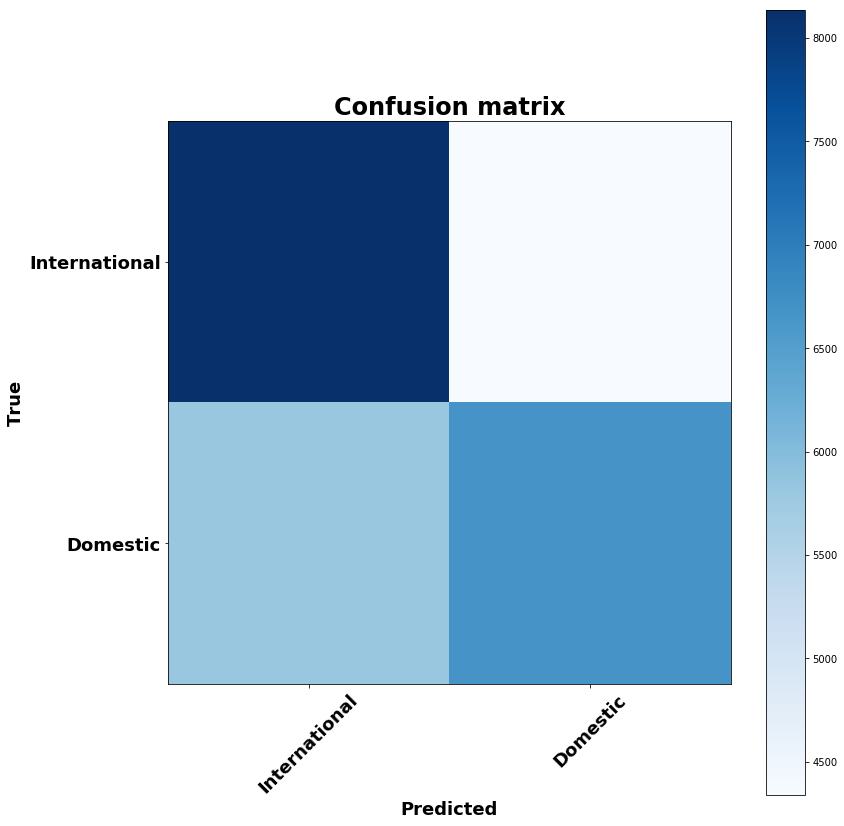 Confusion matrix
True
International
Domestic
International
Domestic
Predicted
8000
7500
7000
6500
6000
5500
5000
4500